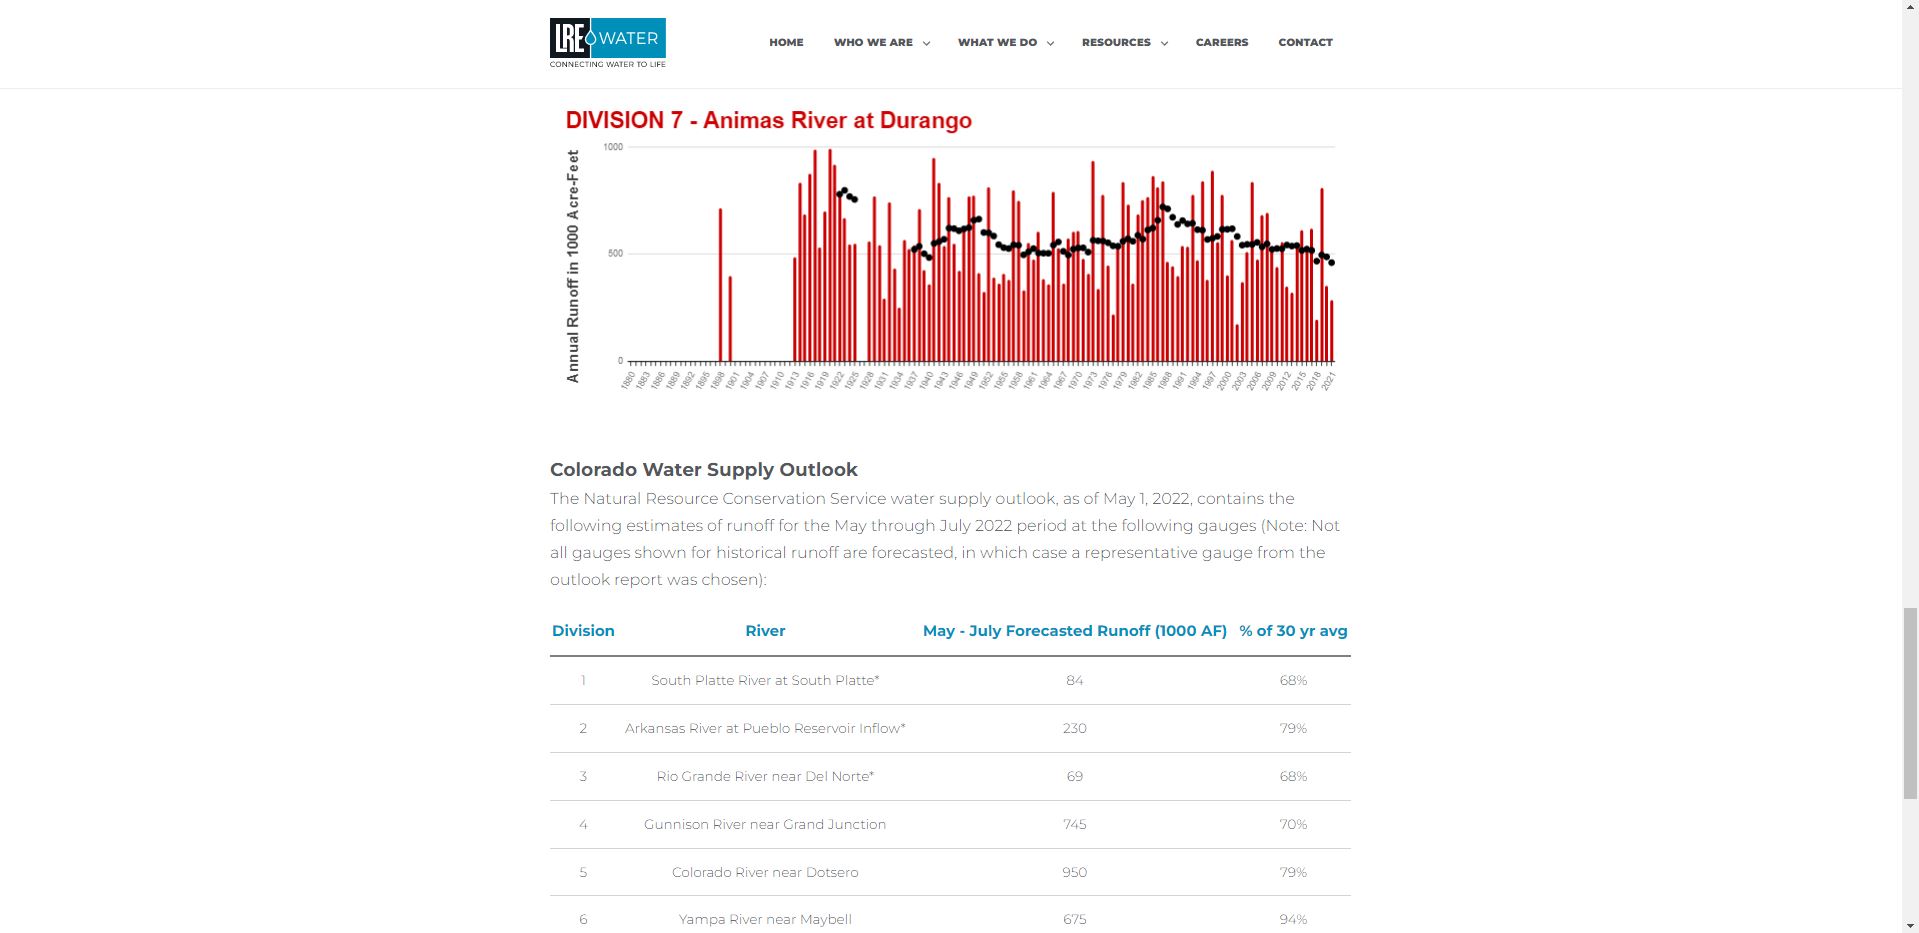 LRE WATER
CONNECTING WATER TO LIFE
HOME WHO WE ARE WHAT WE DO RESOURCES CAREERS CONTACT
DIVISION 7 - Animas River at Durango
Annual Runoff in 1000 Acre-Feet
1000
500
0
1880 1883 1886 1889 1892 1895 1898 1901 1904 1907 1910 1913 1916 1919 1922 1925 1928 1931 1934 1937 1940 1943 1946 1949 1952 1955 1958 1961 1964 1967 1970 1973 1976 1979 1982 1985 1988 1991 1994 1997 2000 2003 2006 2009 2012 2015 2018 2021
Colorado Water Supply Outlook
The Natural Resource Conservation Service water supply outlook, as of May 1, 2022, contains the
following estimates of runoff for the May through July 2022 period at the following gauges (Note: Not
all gauges shown for historical runoff are forecasted, in which case a representative gauge from the
outlook report was chosen):
Division River May - July Forecasted Runoff (1000 AF) % of 30 yr avg
1 South Platte River at South Platte* 84 68%
2 Arkansas River at Pueblo Reservoir Inflow* 230 79%
3 Rio Grande River near Del Norte* 69 68%
4 Gunnison River near Grand Junction 745 70%
5 Colorado River near Dotsero 950 79%
6 Yampa River near Maybell 675 94%